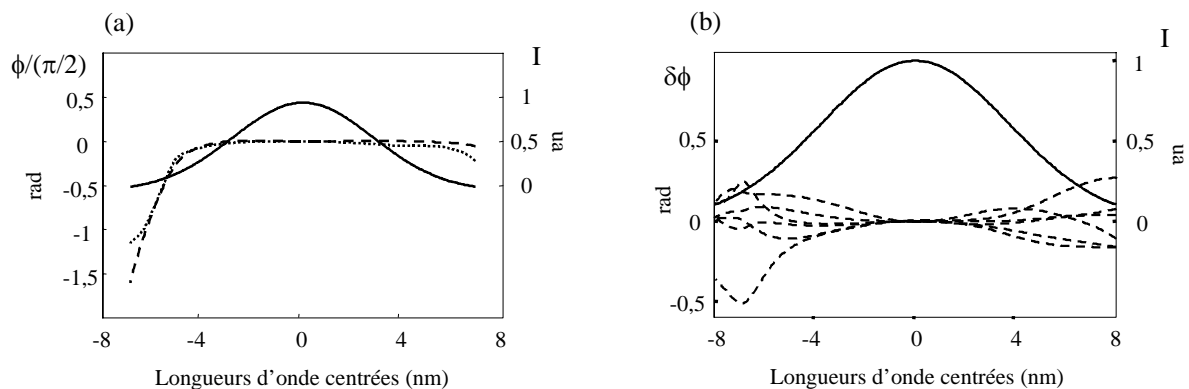 (a)
ϕ/(π/2)
I
0,5
0
-0,5
-1
-1,5
rad
1
0,5
0
ua
-8
-4
0
4
8
Longueurs d'onde centrées (nm)
(b)
δϕ
I
0,5
0
-0,5
rad
1
0,5
0
ua
-8
-4
0
4
8
Longueurs d'onde centrées (nm)